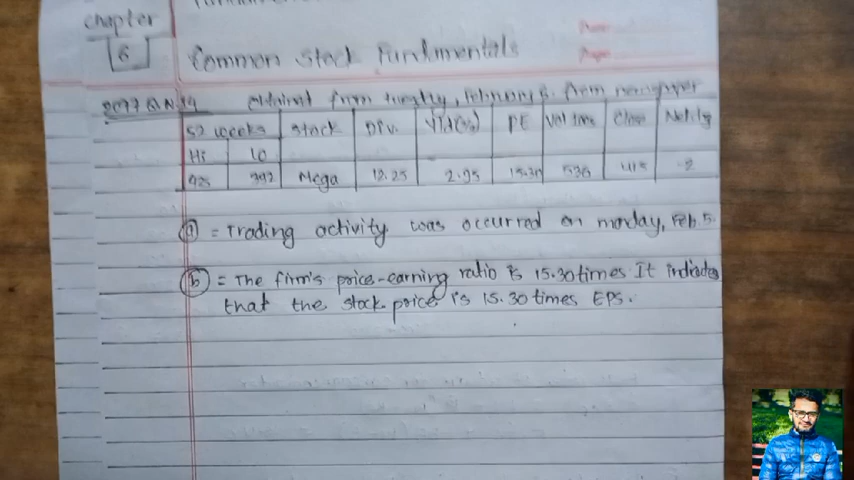 chapter
6
Common stock Fundamentals
2077 Q.N.14 obtained from tuesday, february 6. from newspaper
52 weeks Stock Div. Yld(%) PE Vol Close Net chg
Hi Lo
425 392 Mega 12.25 2.95 15.30 536 415 -2
(a) = Trading activity was occurred on monday, Feb. 5
(b) = The firm's price-earning ratio is 15.30 times It indicates
that the stock price is 15.30 times EPS.